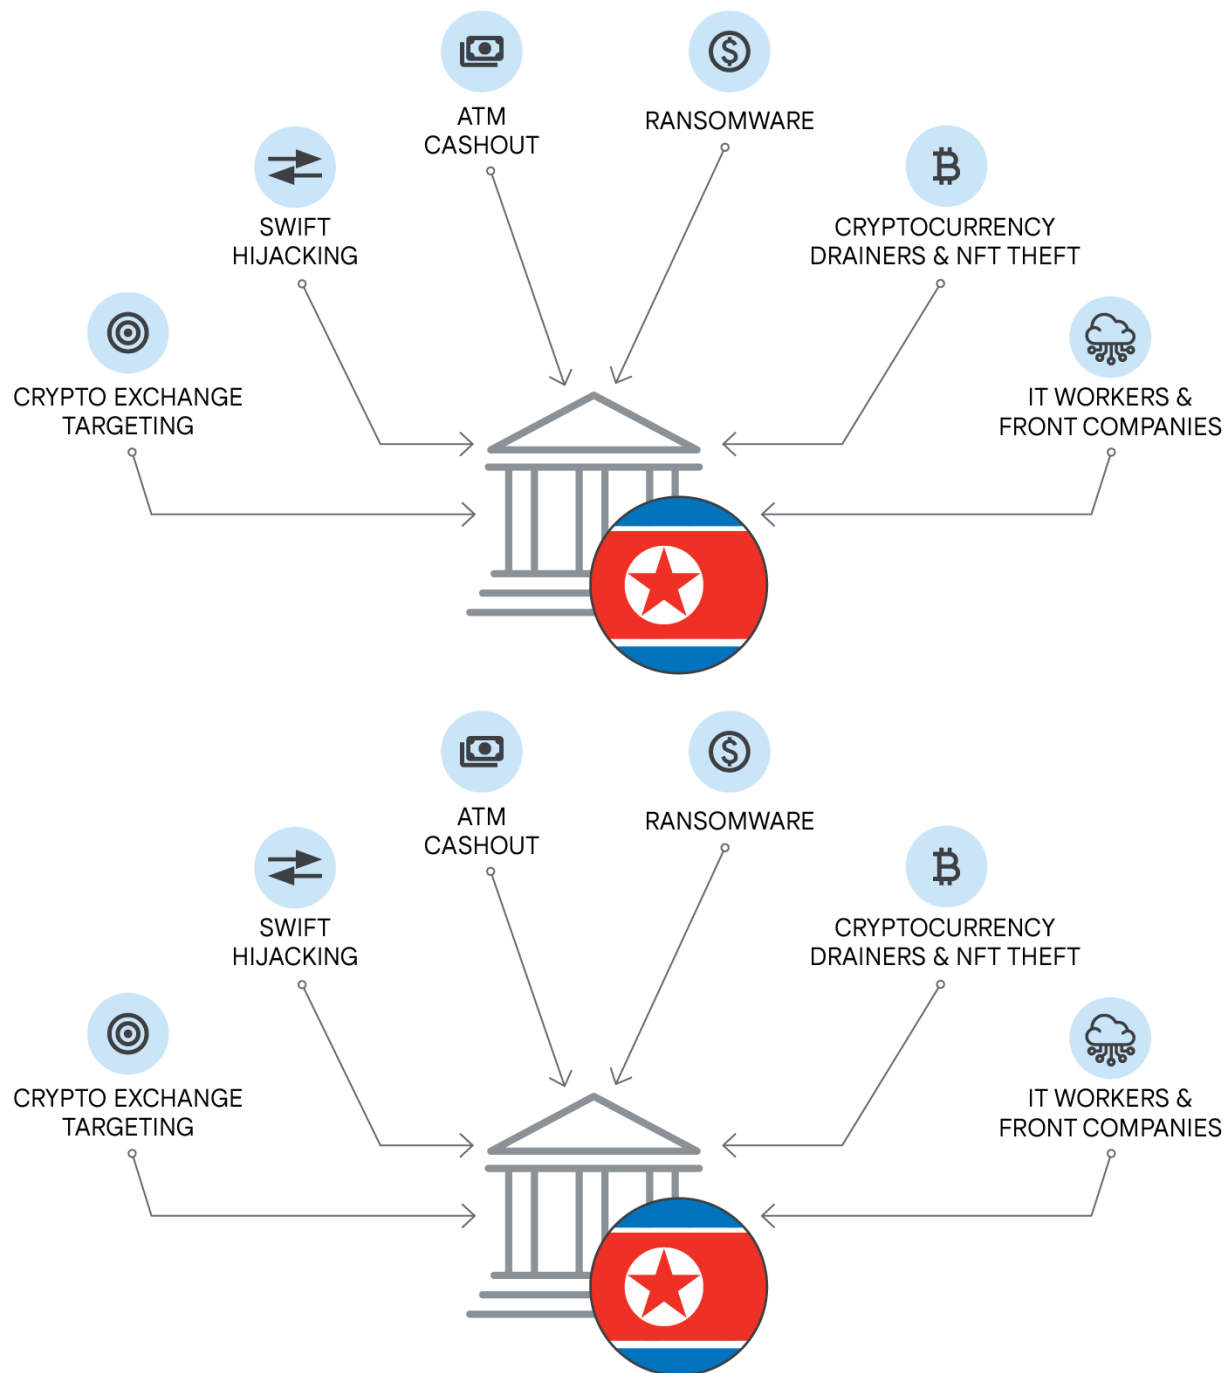 ATM
CASHOUT
RANSOMWARE
SWIFT
HIJACKING
CRYPTOCURRENCY
DRAINERS & NFT THEFT
CRYPTO EXCHANGE
TARGETING
IT WORKERS &
FRONT COMPANIES
ATM
CASHOUT
RANSOMWARE
SWIFT
HIJACKING
CRYPTOCURRENCY
DRAINERS & NFT THEFT
CRYPTO EXCHANGE
TARGETING
IT WORKERS &
FRONT COMPANIES